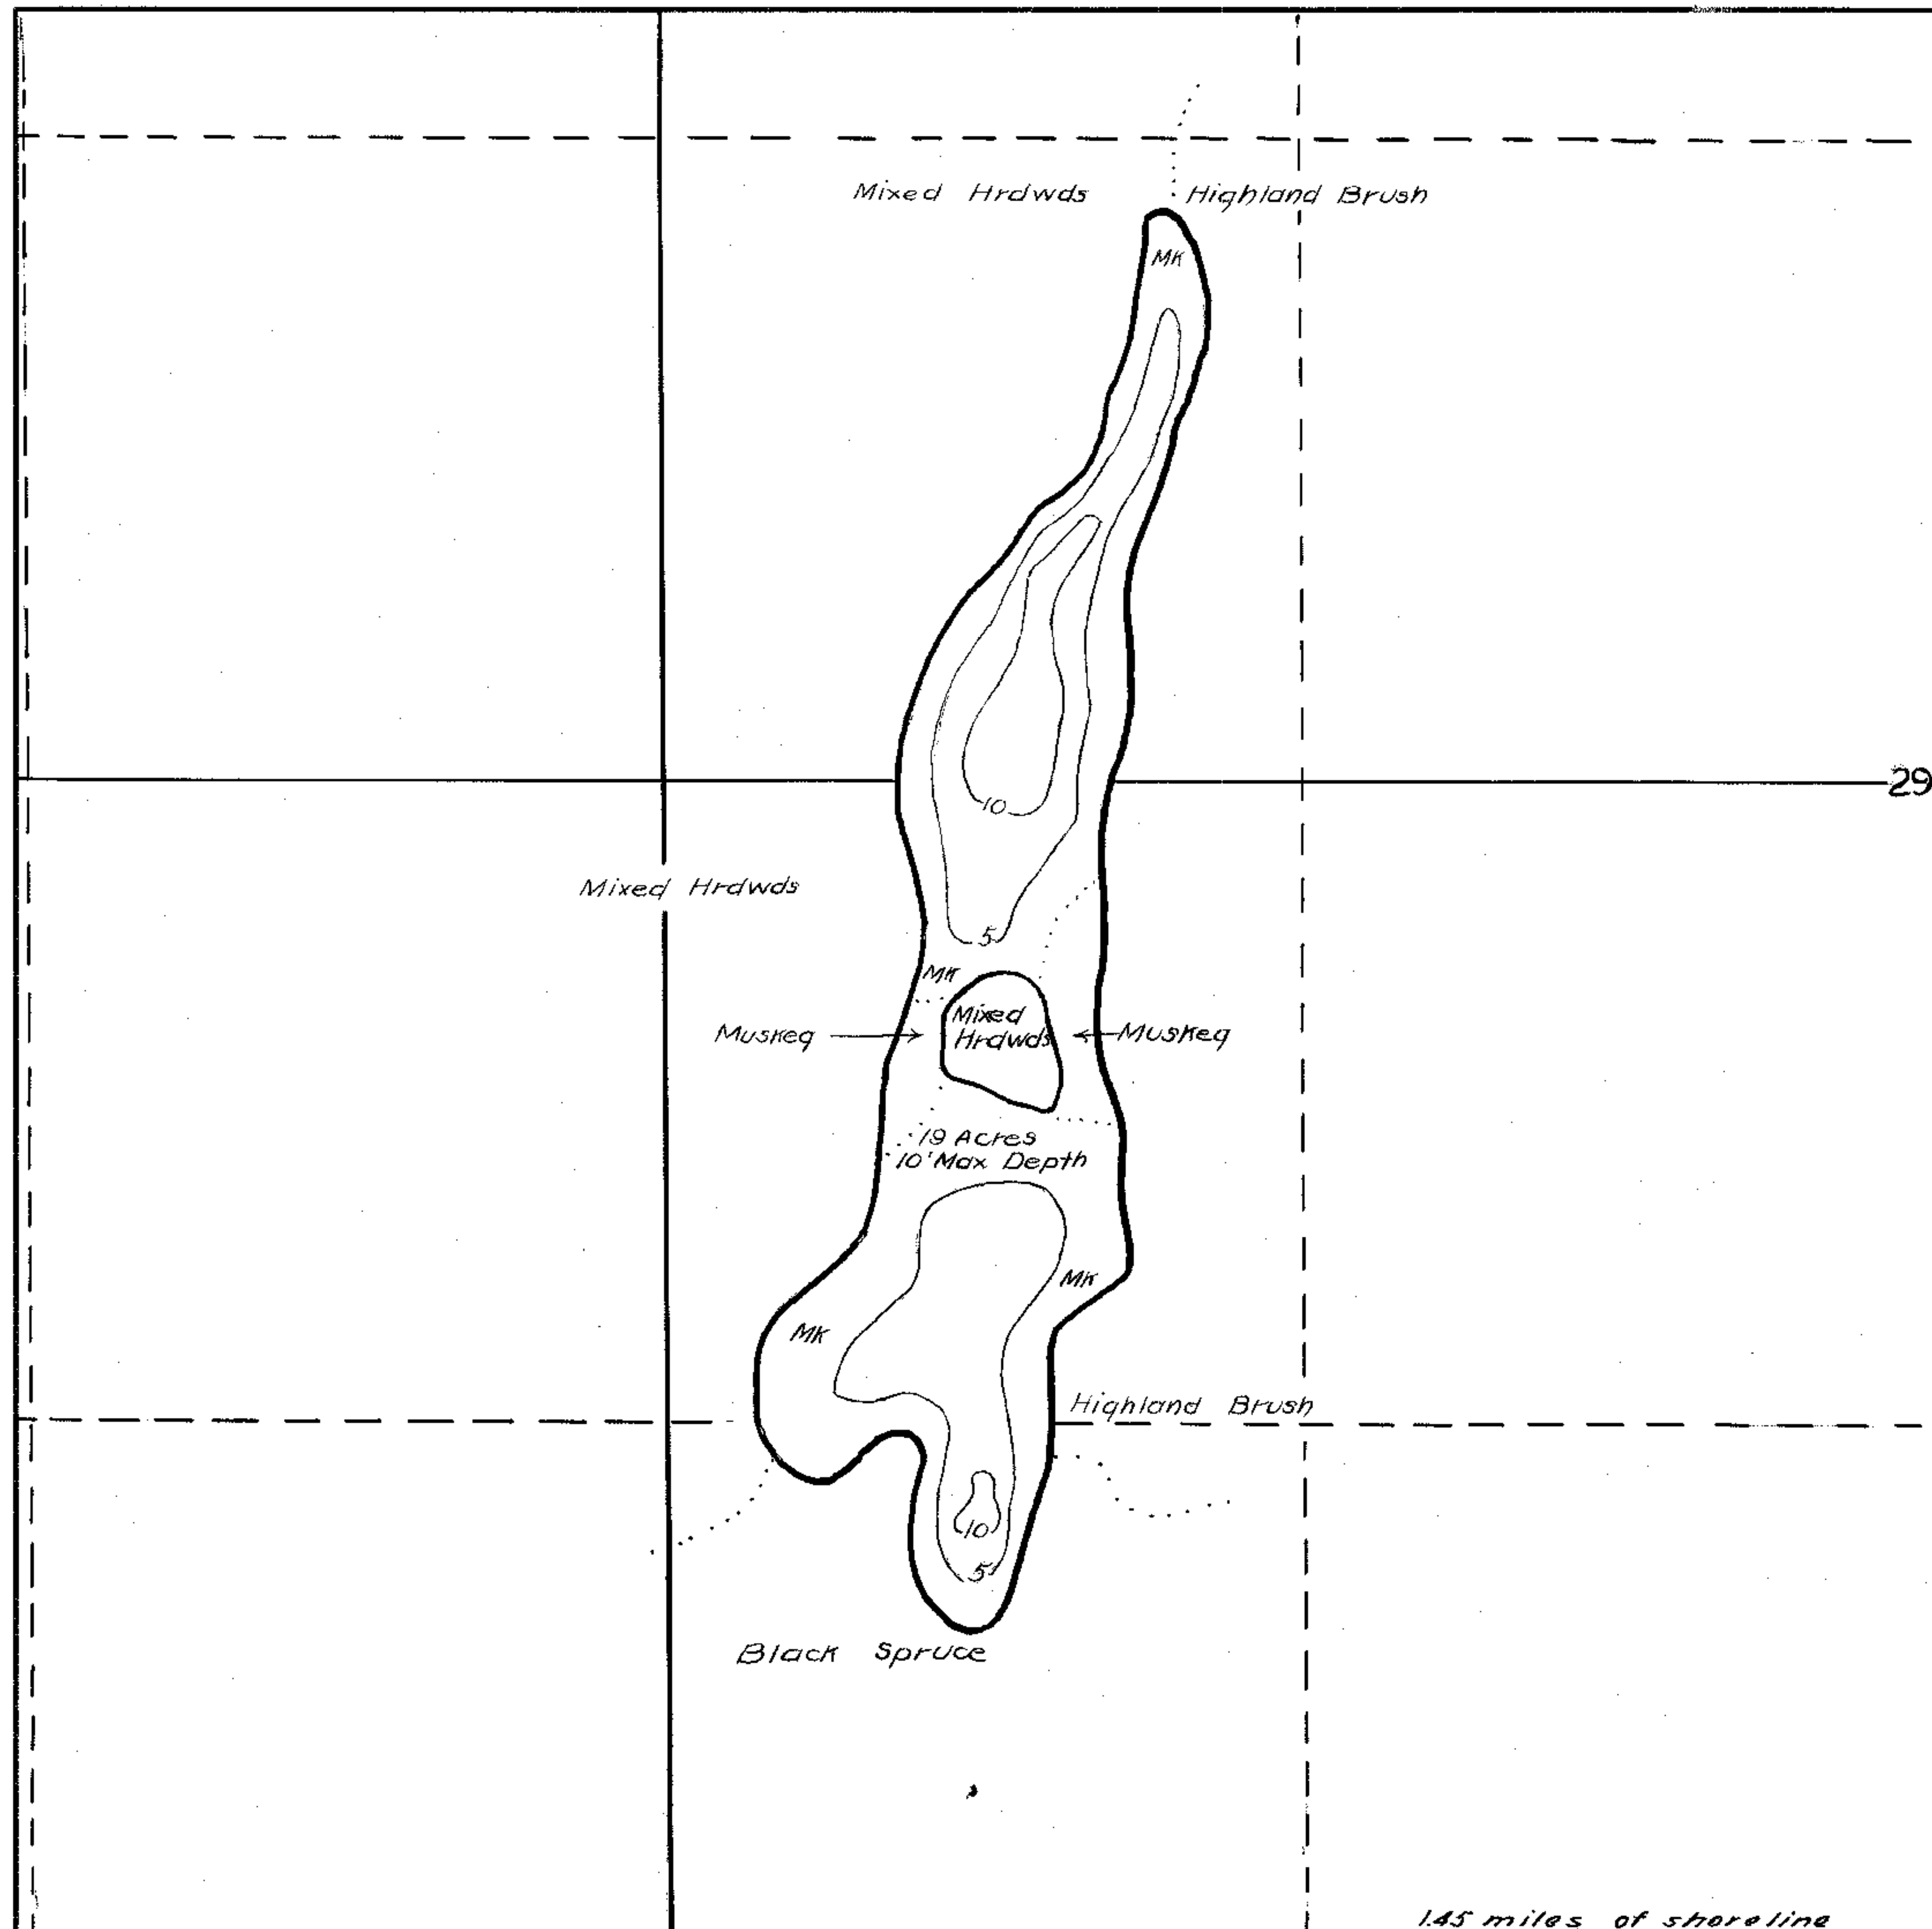 Mixed Hrdwds
Highland Brush
MK
29
10
Mixed Hrdwds
5
MK
Mixed
Hrdwds
Muskeg
Muskeg
19 Acres
10' Max Depth
MK
MK
Highland Brush
10
5
Black Spruce
1.45 miles of shoreline